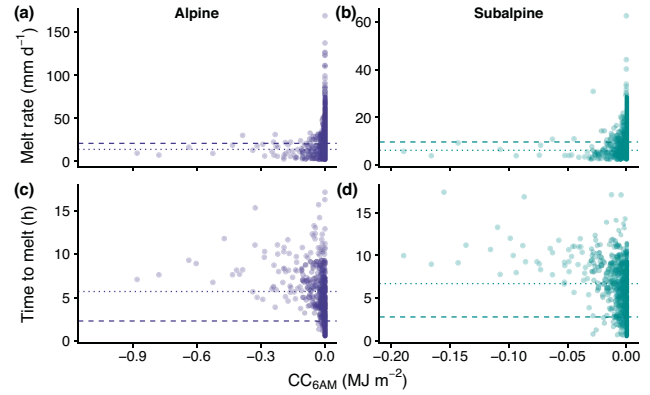 (a) Alpine (b) Subalpine
Melt rate (mm d⁻¹)
150
100
50
0
60
40
20
0
(c) (d)
Time to melt (h)
15
10
5
0
15
10
5
0
−0.9 −0.6 −0.3 0.0
−0.20 −0.15 −0.10 −0.05 0.00
CC6AM (MJ m⁻²)